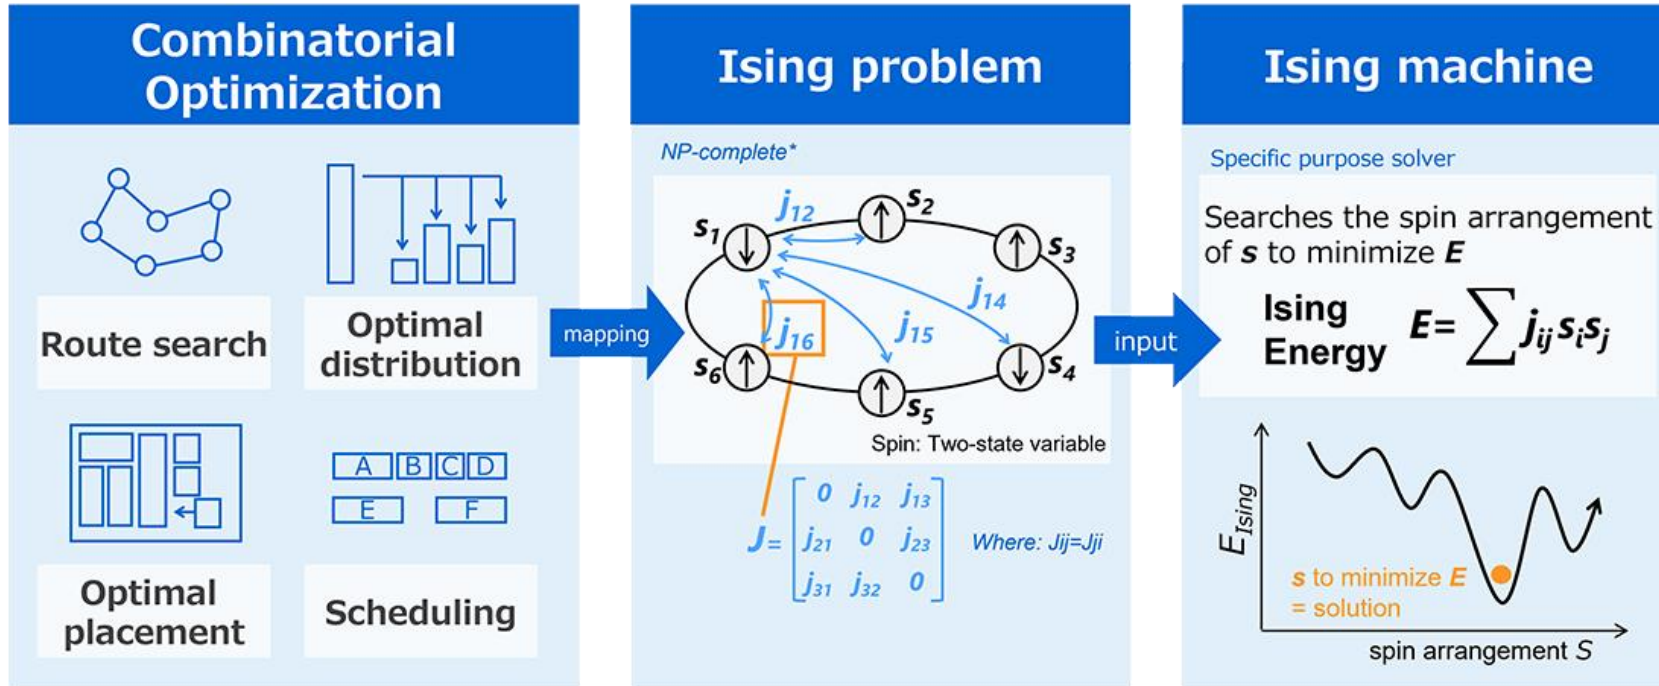 Combinatorial
Optimization
Route search
Optimal
distribution
A B C D
E F
Optimal
placement
Scheduling
mapping
Ising problem
NP-complete*
j12
s1
s2
s3
j14
j15
j16
s6
s5
s4
Spin: Two-state variable
J= [ 0 j12 j13
j21 0 j23
j31 j32 0 ]
Where: Jij=Jji
input
Ising machine
Specific purpose solver
Searches the spin arrangement
of s to minimize E
Ising
Energy
E= ∑ jij si sj
EIsing
s to minimize E
= solution
spin arrangement S